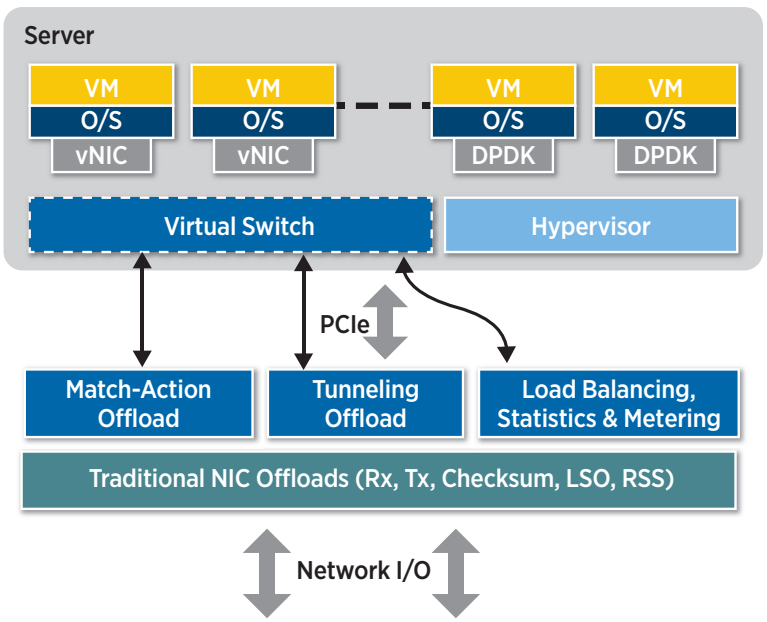 Server
VM VM VM VM
O/S O/S O/S O/S
vNIC vNIC DPDK DPDK
Virtual Switch Hypervisor
PCIe
Match-Action
Offload
Tunneling
Offload
Load Balancing,
Statistics & Metering
Traditional NIC Offloads (Rx, Tx, Checksum, LSO, RSS)
Network I/O